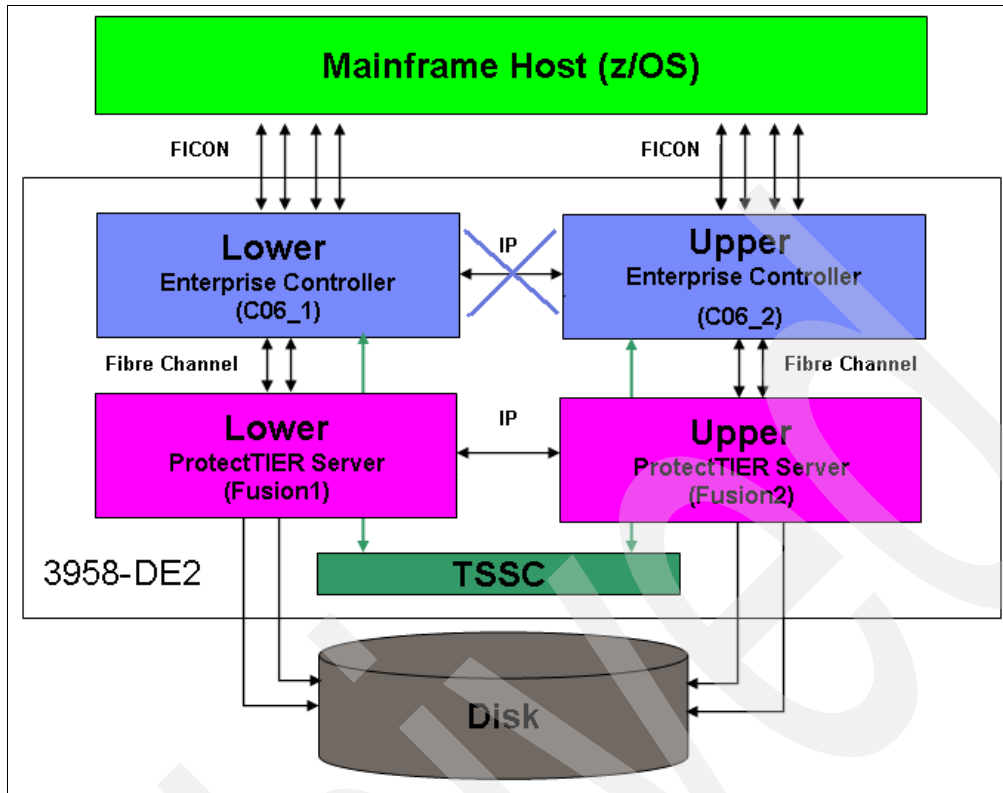 Mainframe Host (z/OS)
FICON
FICON
Lower
Enterprise Controller
(C06_1)
IP
Upper
Enterprise Controller
(C06_2)
Fibre Channel
Fibre Channel
Lower
ProtectTIER Server
(Fusion1)
IP
Upper
ProtectTIER Server
(Fusion2)
3958-DE2
TSSC
Disk